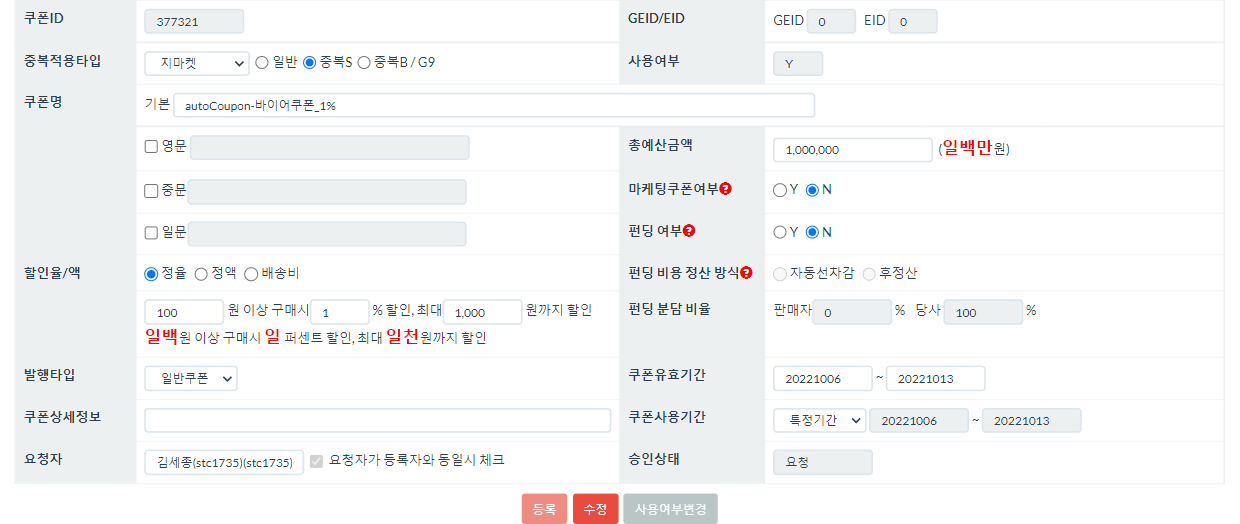 쿠폰ID 377321 GEID/EID GEID 0 EID 0
중복적용타입 지마켓 일반 중복S 중복B / G9 사용여부 Y
쿠폰명 기본 autoCoupon-바이어쿠폰_1%
영문 총예산금액 1,000,000 (일백만원)
중문 마케팅쿠폰여부 Y N
일문 펀딩 여부 Y N
할인율/액 정율 정액 배송비 펀딩 비용 정산 방식 자동선차감 후정산
100 원 이상 구매시 1 % 할인, 최대 1,000 원까지 할인 펀딩 분담 비율 판매자 0 % 당사 100 %
일백원 이상 구매시 일 퍼센트 할인, 최대 일천원까지 할인
발행타입 일반쿠폰 쿠폰유효기간 20221006 ~ 20221013
쿠폰상세정보 쿠폰사용기간 특정기간 20221006 ~ 20221013
요청자 김세종(stc1735)(stc1735) 요청자가 등록자와 동일시 체크 승인상태 요청
등록 수정 사용여부변경